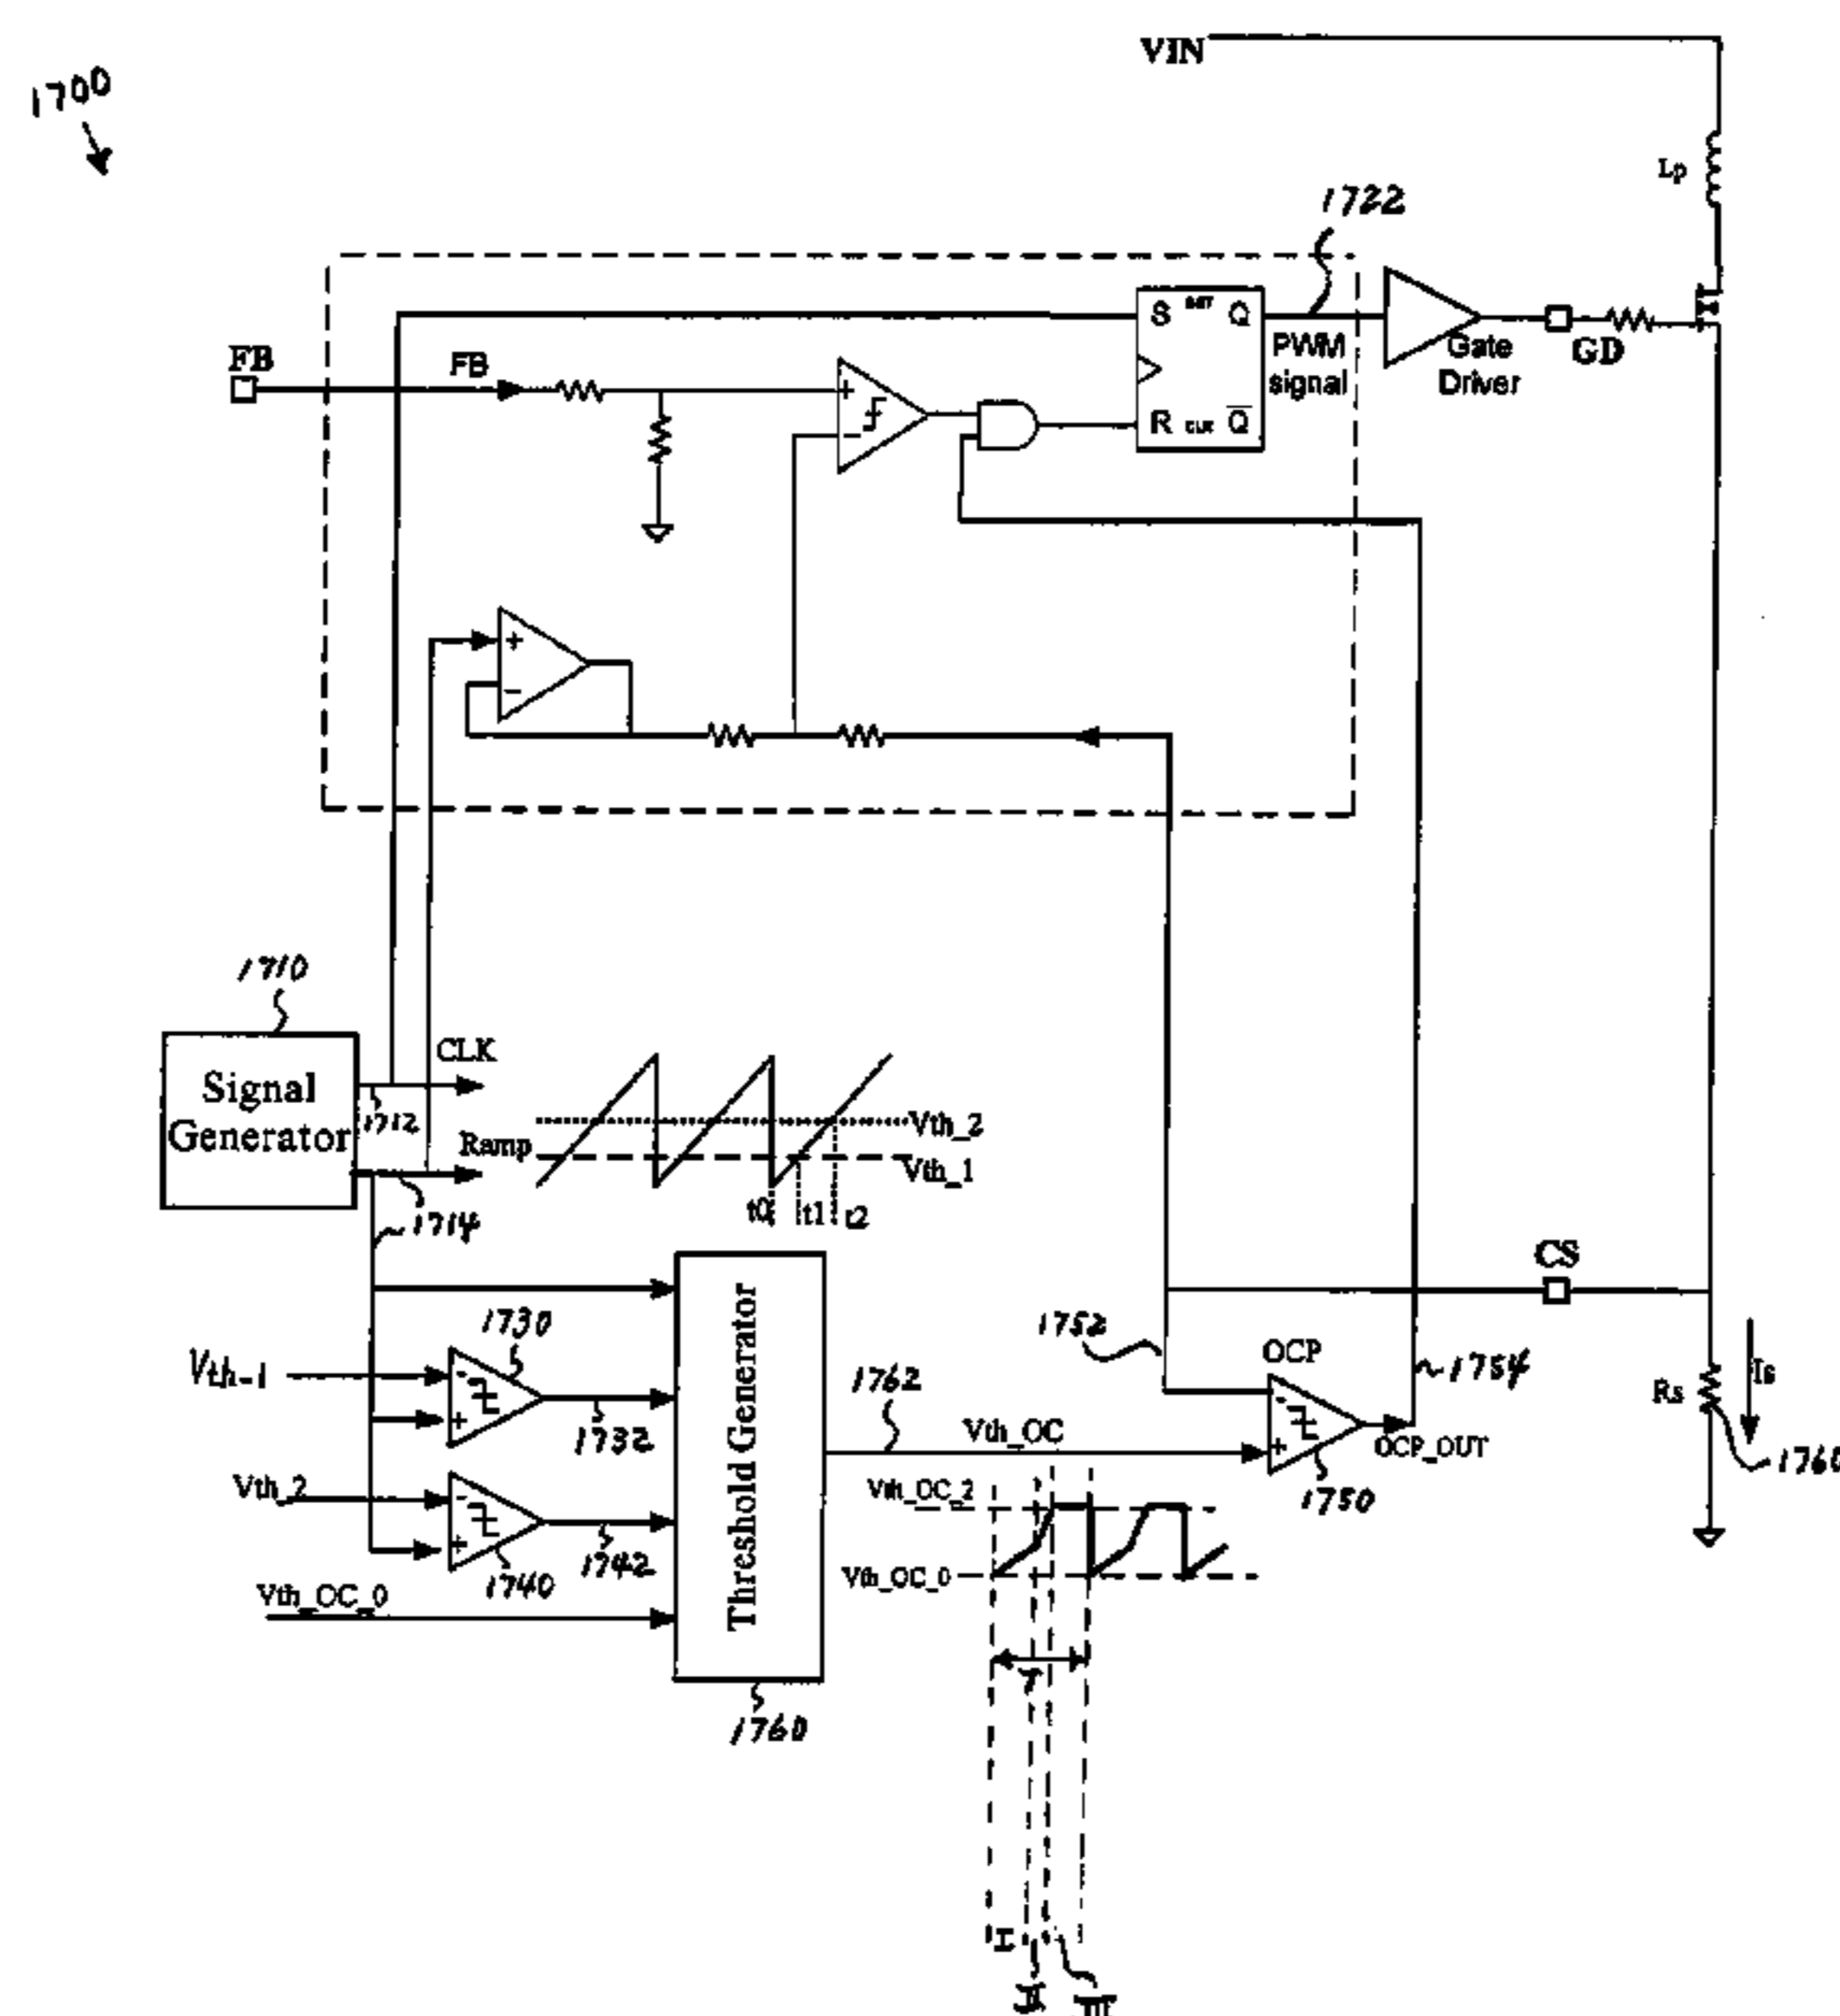 1700
VIN
Lp
1722
FB
FB
S SET Q
PWM
signal
Gate
Driver
GD
+
-
R CLR Q
+
-
1710
Signal
Generator
CLK
1712
Ramp
Vth_2
Vth_1
t0
t1
t2
1714
CS
1730
Vth-1
-
+
1732
Threshold Generator
1752
OCP
1754
Is
Rs
1762
Vth_OC
-
+
OCP_OUT
1760
Vth_2
-
+
1740
1742
Vth_OC_2
1750
Vth_OC_0
Vth_OC_0
T
1760
I
II
III